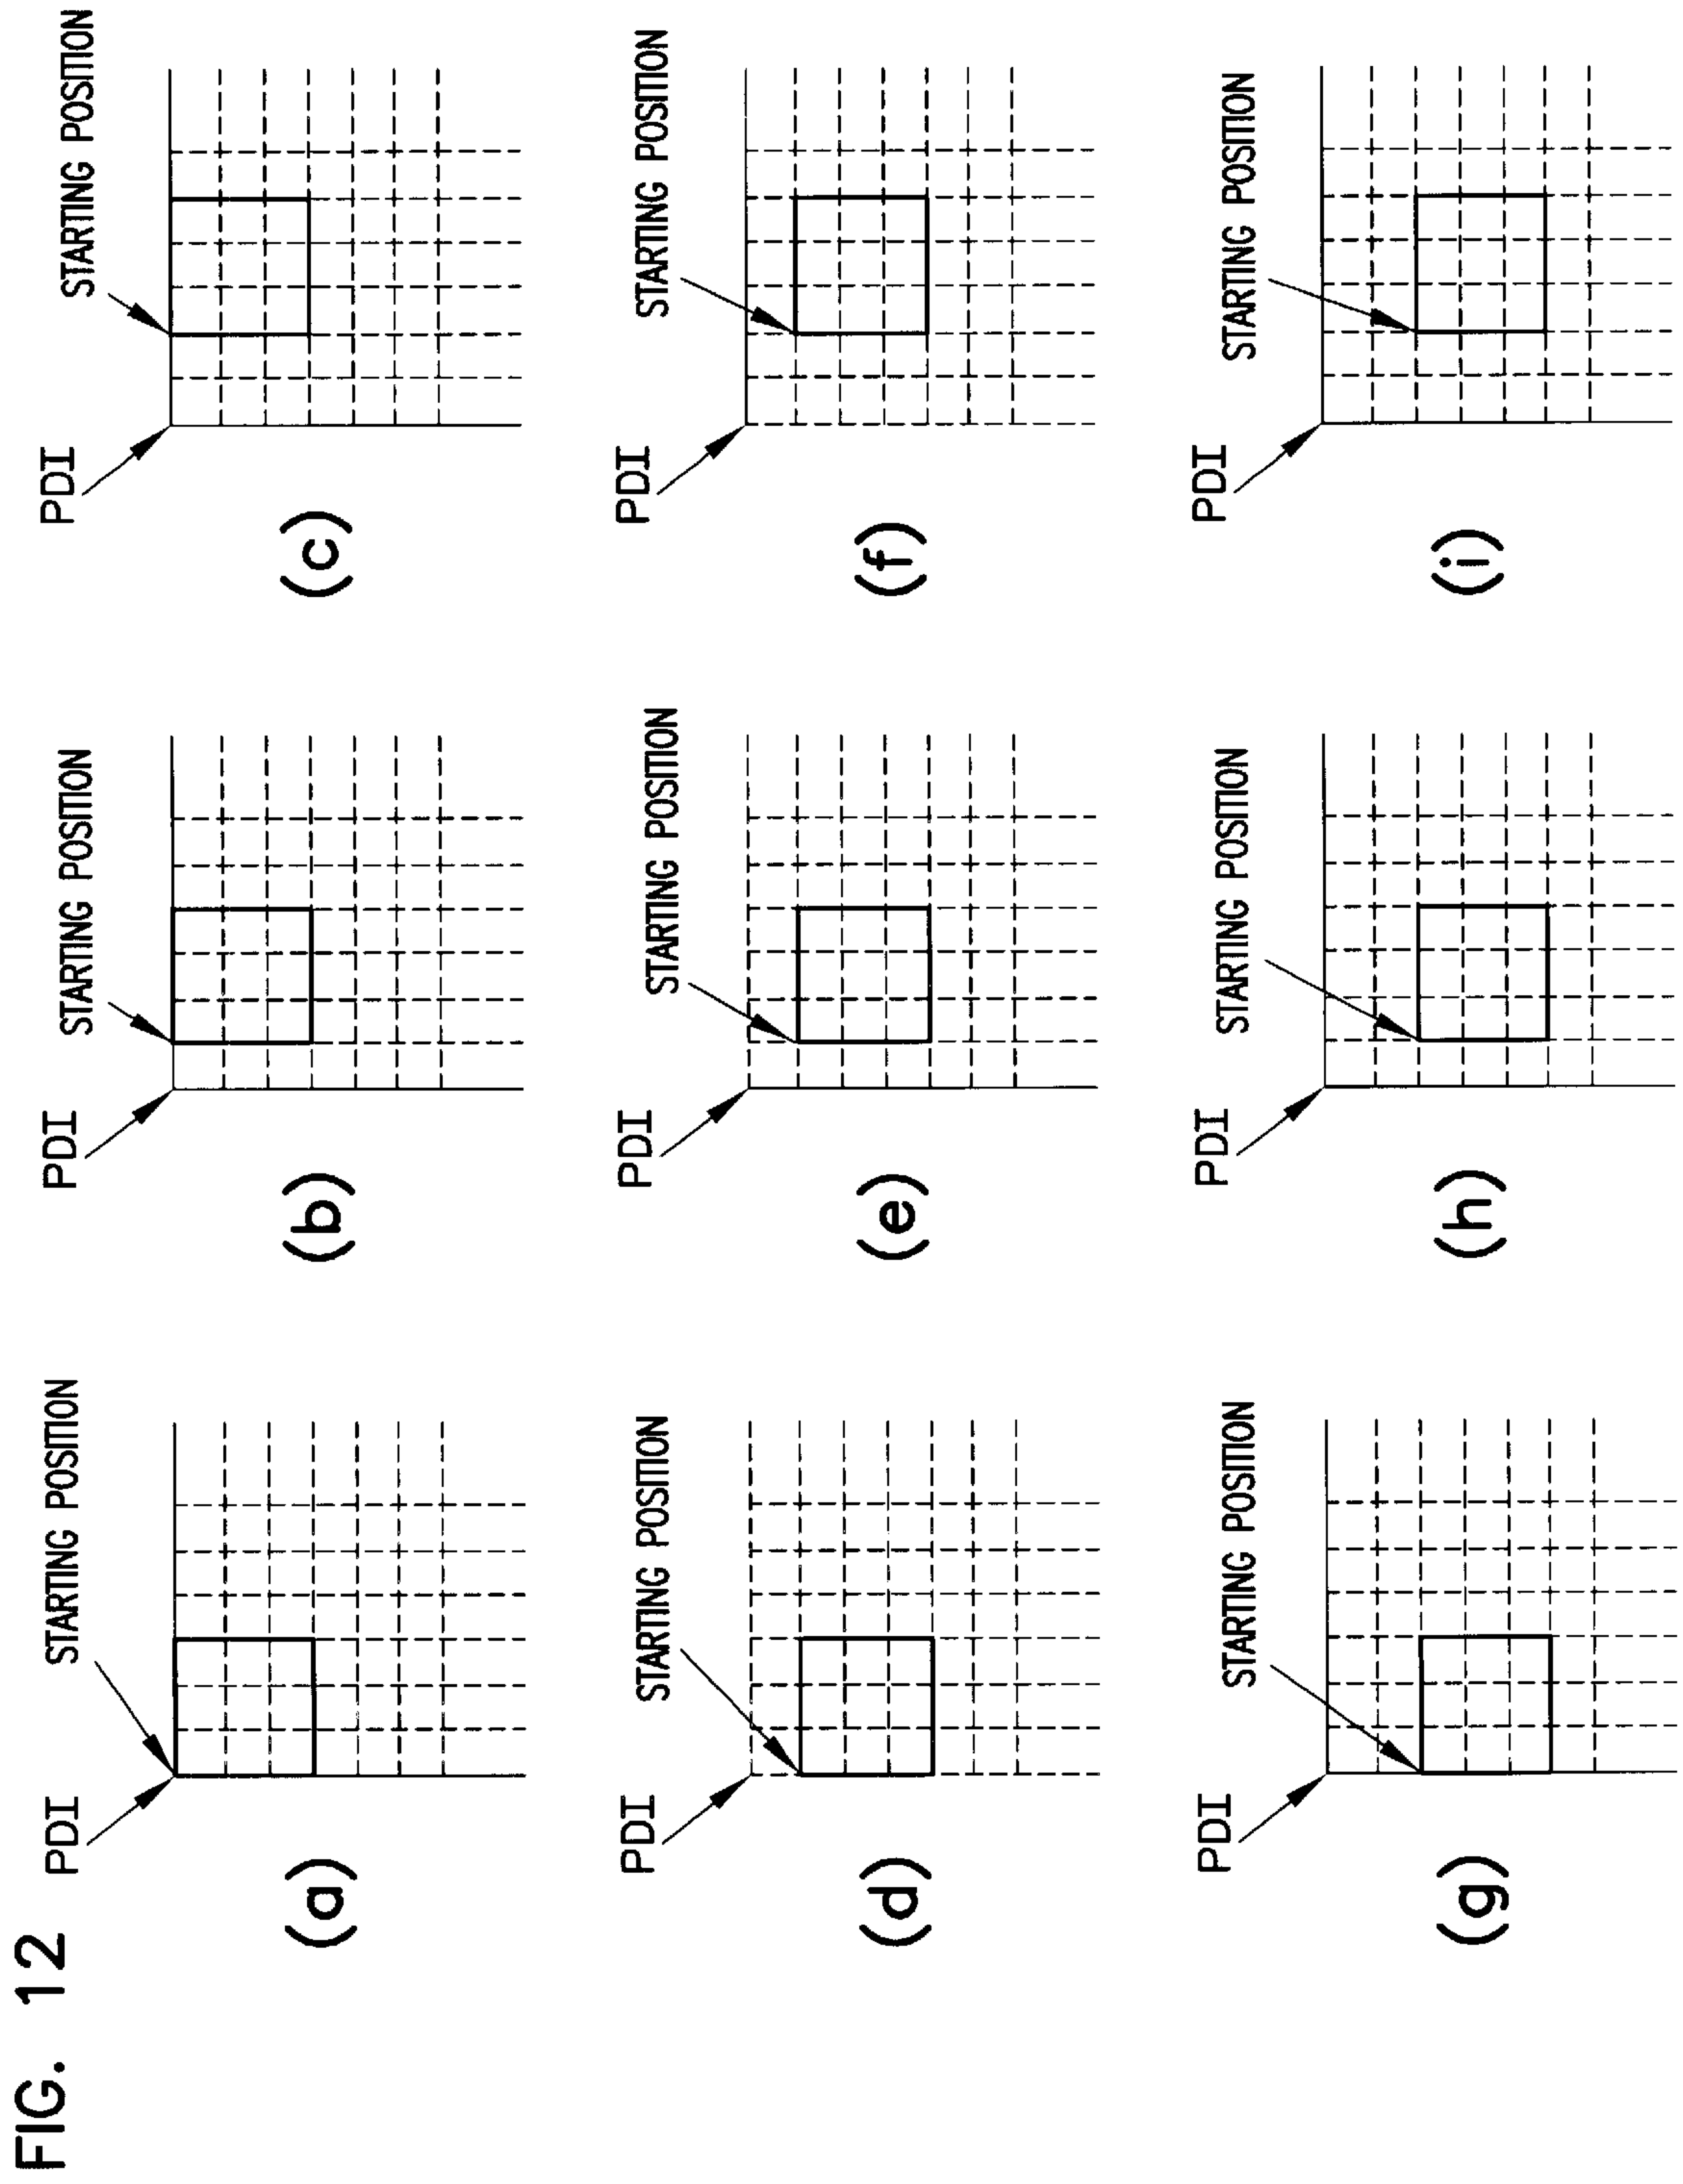 FIG. 12
PDI
STARTING POSITION
(a)
PDI
STARTING POSITION
(b)
PDI
STARTING POSITION
(c)
PDI
STARTING POSITION
(d)
PDI
STARTING POSITION
(e)
PDI
STARTING POSITION
(f)
PDI
STARTING POSITION
(g)
PDI
STARTING POSITION
(h)
PDI
STARTING POSITION
(i)